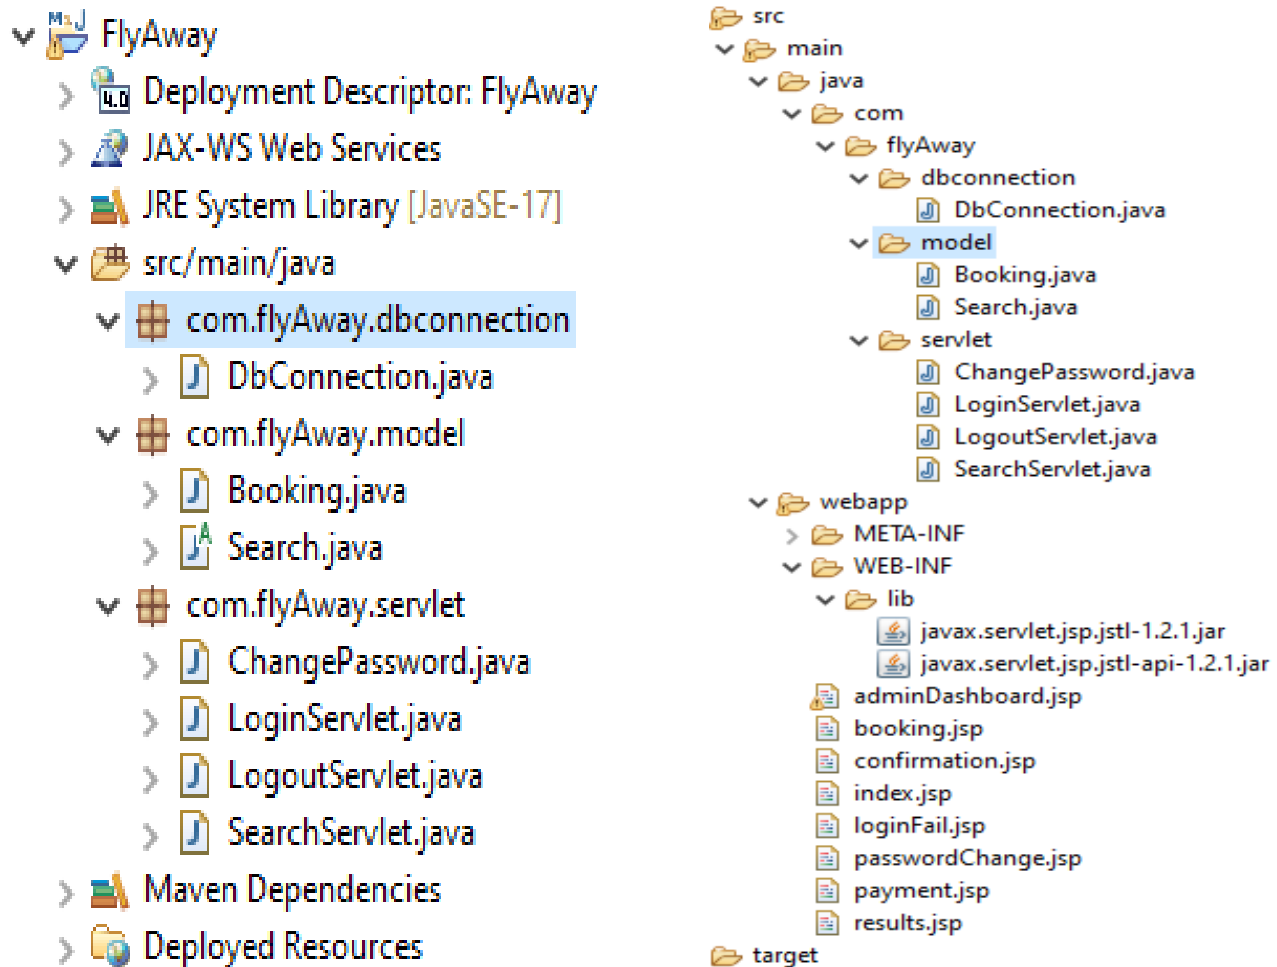 FlyAway
Deployment Descriptor: FlyAway
JAX-WS Web Services
JRE System Library [JavaSE-17]
src/main/java
com.flyAway.dbconnection
DbConnection.java
com.flyAway.model
Booking.java
Search.java
com.flyAway.servlet
ChangePassword.java
LoginServlet.java
LogoutServlet.java
SearchServlet.java
Maven Dependencies
Deployed Resources
src
main
java
com
flyAway
dbconnection
DbConnection.java
model
Booking.java
Search.java
servlet
ChangePassword.java
LoginServlet.java
LogoutServlet.java
SearchServlet.java
webapp
META-INF
WEB-INF
lib
javax.servlet.jsp.jstl-1.2.1.jar
javax.servlet.jsp.jstl-api-1.2.1.jar
adminDashboard.jsp
booking.jsp
confirmation.jsp
index.jsp
loginFail.jsp
passwordChange.jsp
payment.jsp
results.jsp
target